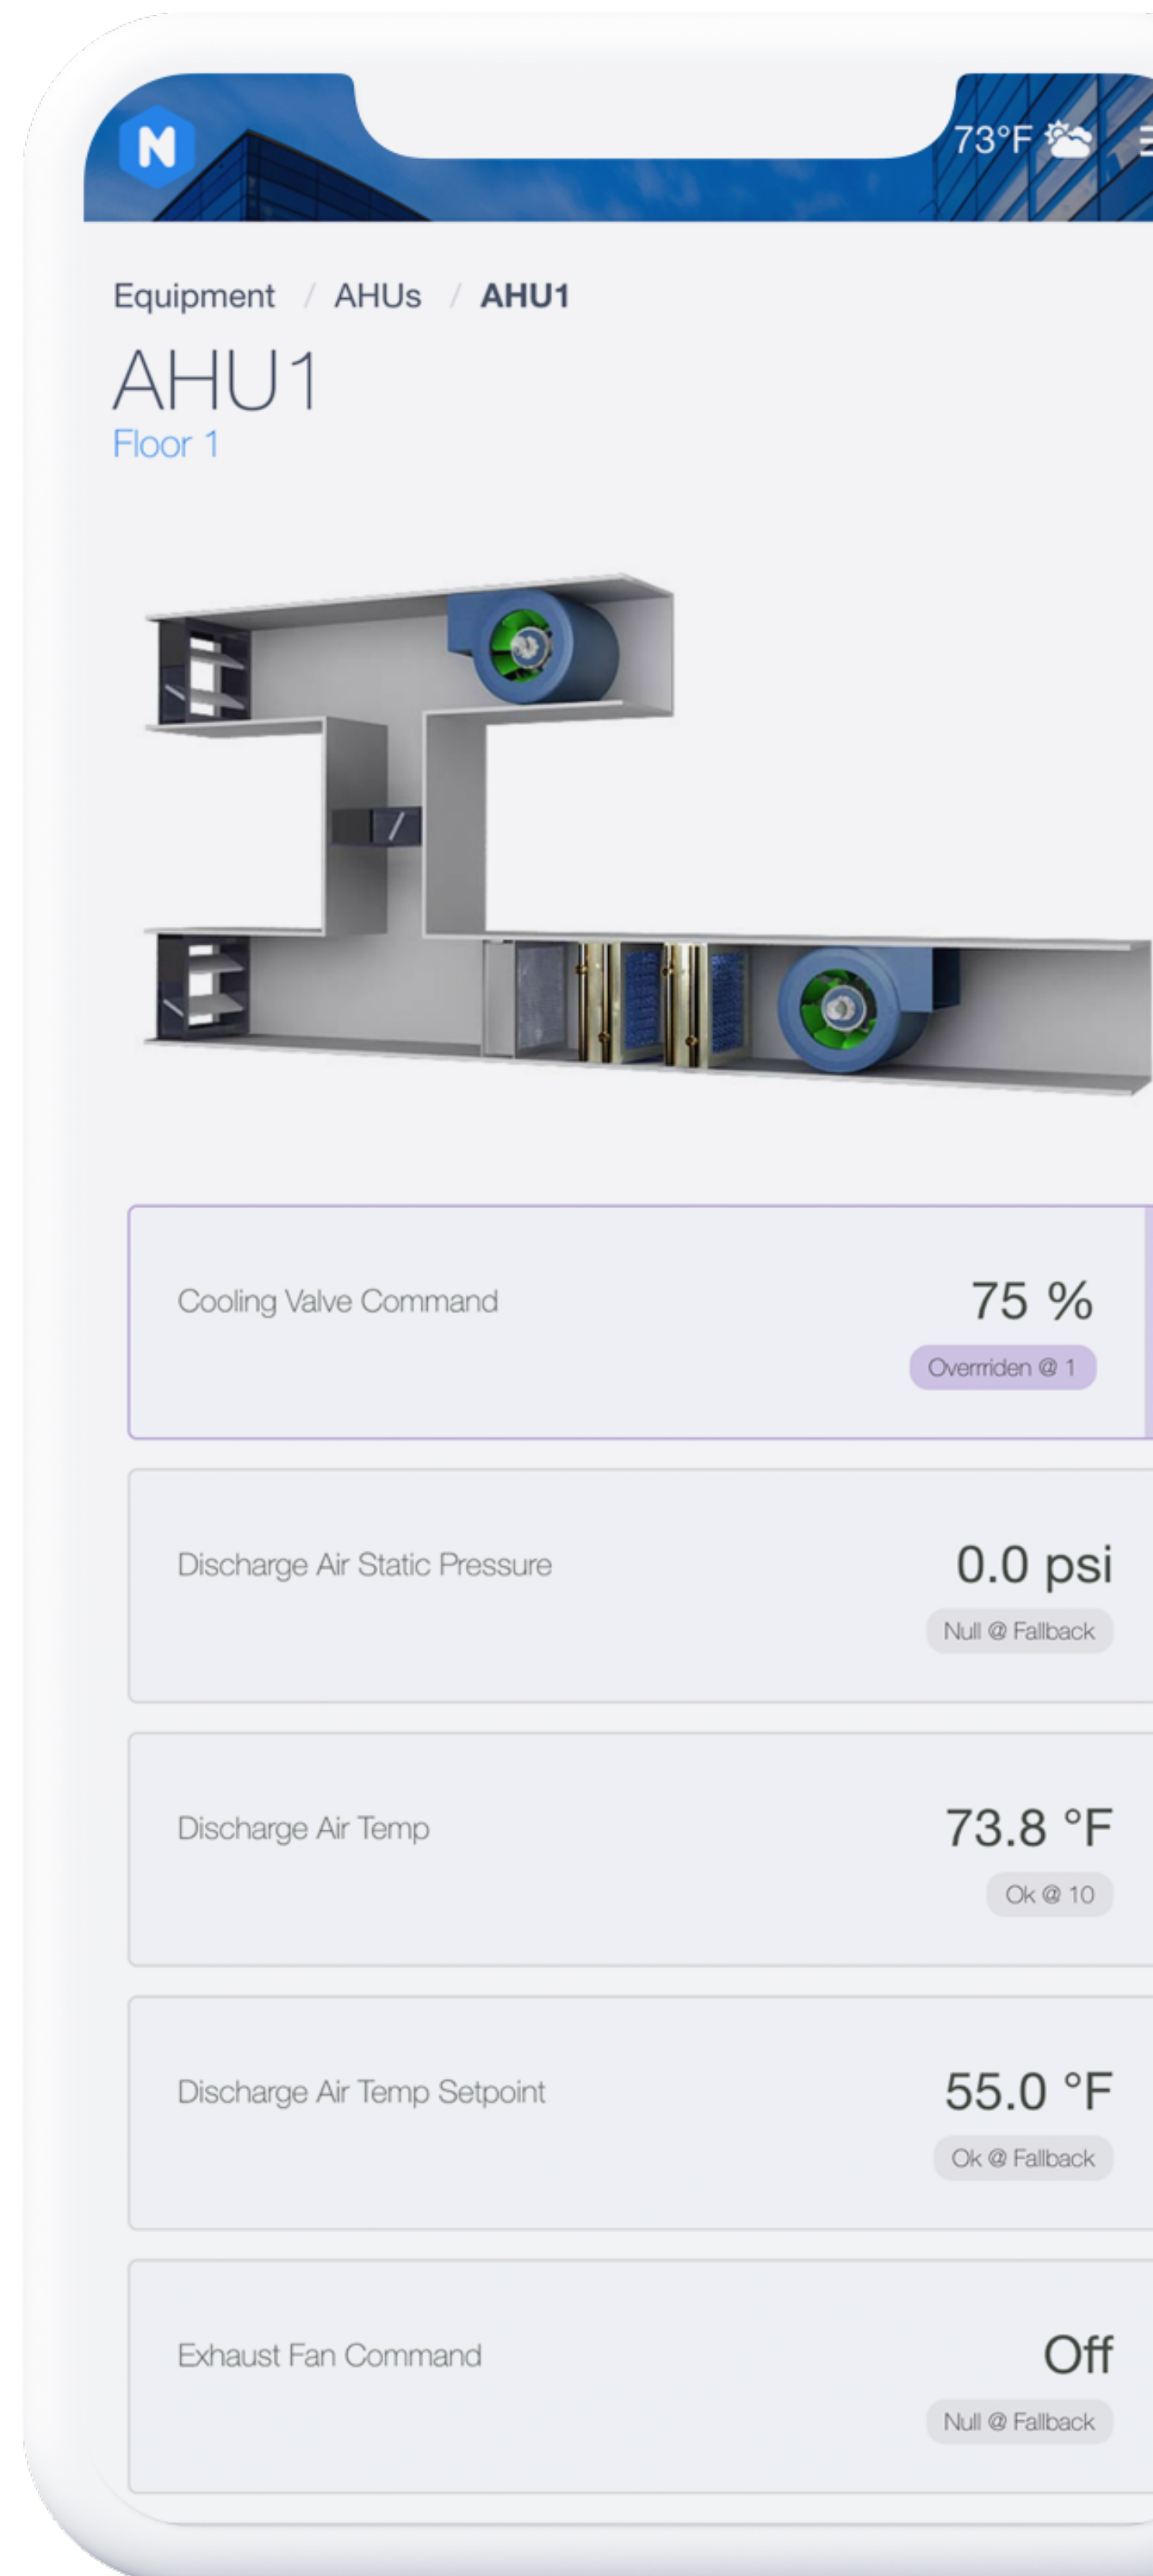 N
73°F
Equipment / AHUs / AHU1
AHU1
Floor 1
Cooling Valve Command
75 %
Overrriden @ 1
Discharge Air Static Pressure
0.0 psi
Null @ Fallback
Discharge Air Temp
73.8 °F
Ok @ 10
Discharge Air Temp Setpoint
55.0 °F
Ok @ Fallback
Exhaust Fan Command
Off
Null @ Fallback